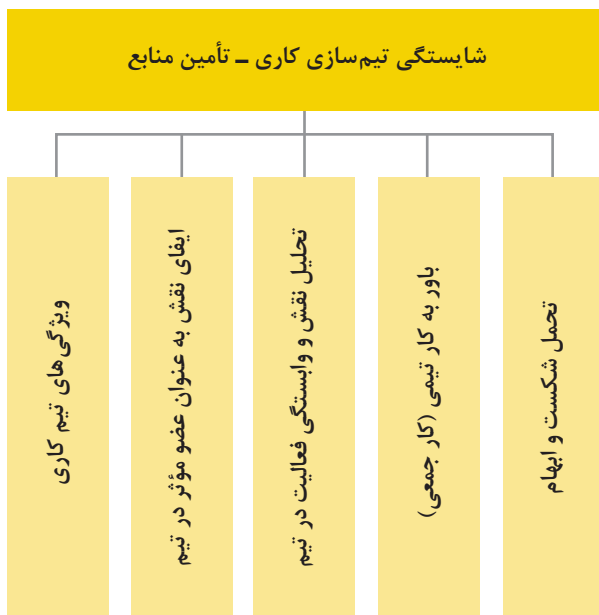 شایستگی تیم‌سازی کاری ـ تأمین منابع
تحمل شکست و ابهام
باور به کار تیمی (کار جمعی)
تحلیل نقش و وابستگی فعالیت در تیم
ایفای نقش به عنوان عضو مؤثر در تیم
ویژگی‌های تیم کاری